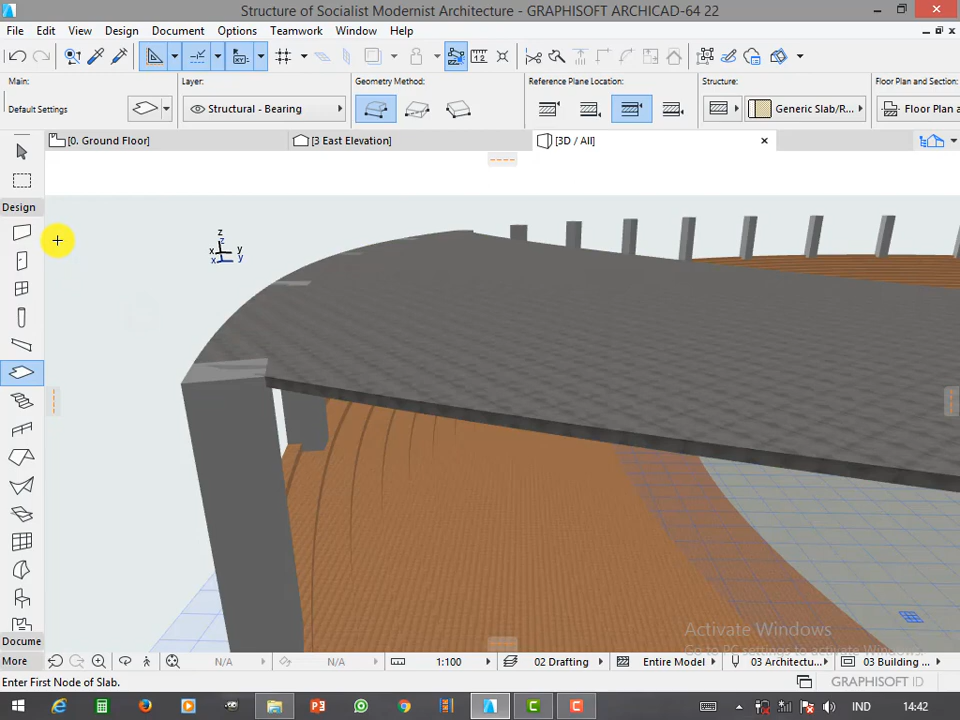 Structure of Socialist Modernist Architecture - GRAPHISOFT ARCHICAD-64 22
File Edit View Design Document Options Teamwork Window Help
Main: Layer: Geometry Method: Reference Plane Location: Structure: Floor Plan and Section:
Default Settings Structural - Bearing Generic Slab/R... Floor Plan a
[0. Ground Floor] [3 East Elevation] [3D / All]
Design
z
z
x y
x y
Docume
Activate Windows
Go to PC settings to activate Windows.
More N/A N/A 1:100 02 Drafting Entire Model 03 Architectu... 03 Building ...
Enter First Node of Slab. GRAPHISOFT ID
IND 14:42